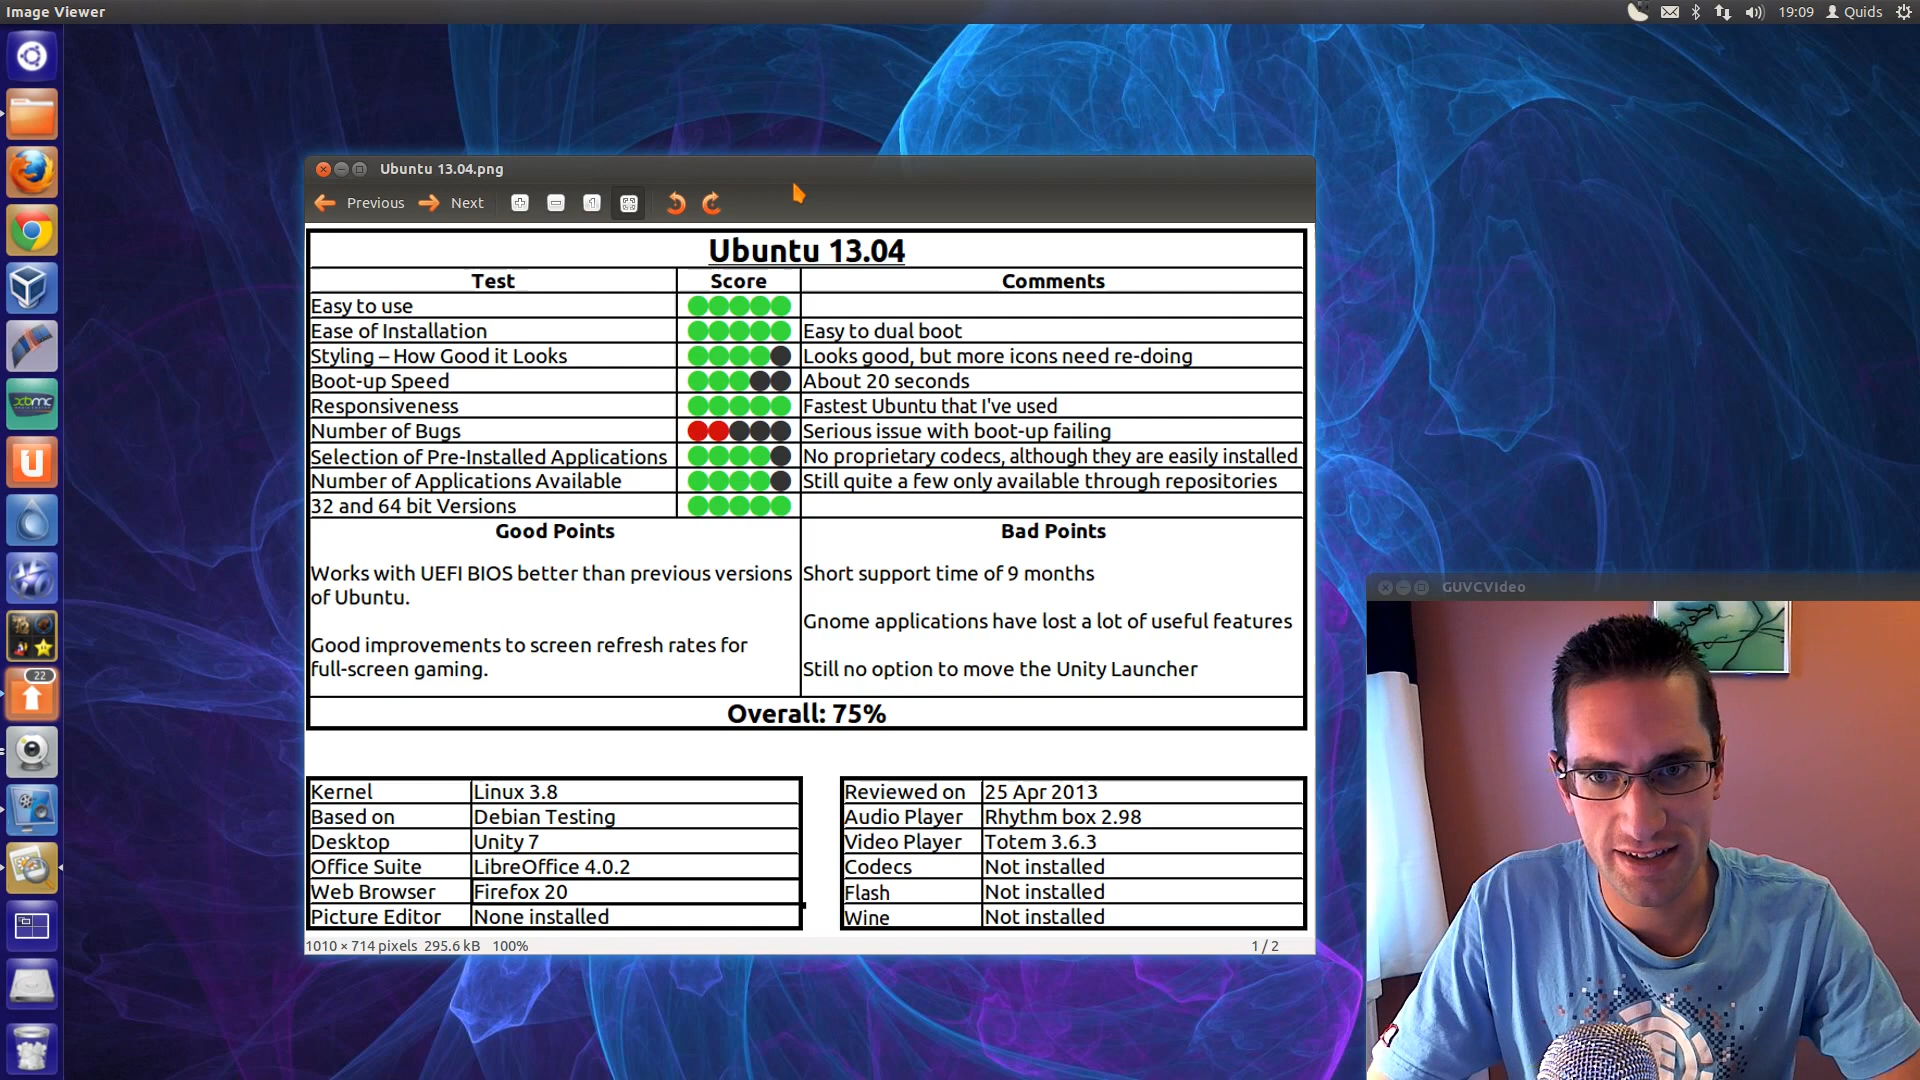 Image Viewer
19:09 Quids
Ubuntu 13.04.png
Previous Next
Ubuntu 13.04
Test Score Comments
Easy to use
Ease of Installation Easy to dual boot
Styling – How Good it Looks Looks good, but more icons need re-doing
Boot-up Speed About 20 seconds
Responsiveness Fastest Ubuntu that I've used
Number of Bugs Serious issue with boot-up failing
Selection of Pre-Installed Applications No proprietary codecs, although they are easily installed
Number of Applications Available Still quite a few only available through repositories
32 and 64 bit Versions
Good Points Bad Points
Works with UEFI BIOS better than previous versions
of Ubuntu.
Good improvements to screen refresh rates for
full-screen gaming.
Short support time of 9 months
Gnome applications have lost a lot of useful features
Still no option to move the Unity Launcher
Overall: 75%
Kernel Linux 3.8
Based on Debian Testing
Desktop Unity 7
Office Suite LibreOffice 4.0.2
Web Browser Firefox 20
Picture Editor None installed
Reviewed on 25 Apr 2013
Audio Player Rhythm box 2.98
Video Player Totem 3.6.3
Codecs Not installed
Flash Not installed
Wine Not installed
1010 × 714 pixels 295.6 kB 100%
1 / 2
GUVCVIdeo
xbmc
22